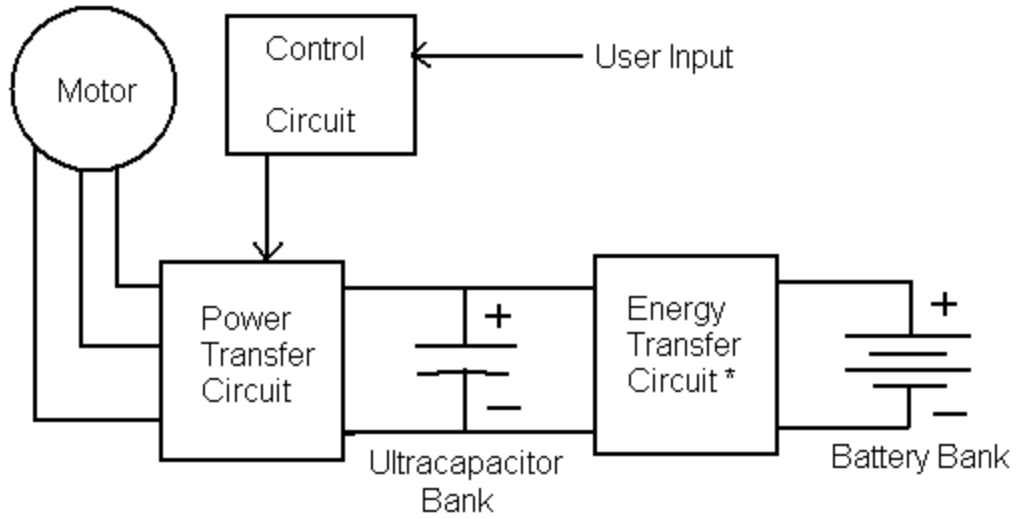 Motor
Control
Circuit
User Input
Power
Transfer
Circuit
+
−
Ultracapacitor
Bank
Energy
Transfer
Circuit *
+
−
Battery Bank